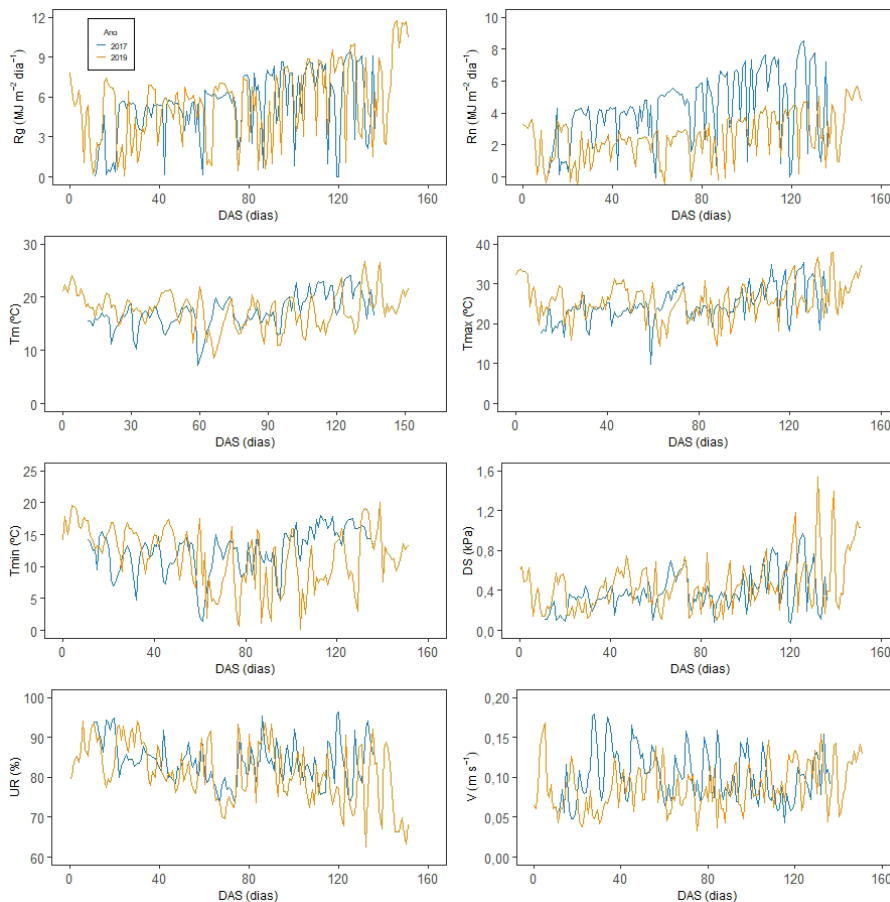 Rg (MJ m⁻² dia⁻¹)
12
9
6
3
0
Ano
2017
2019
0 40 80 120 160
DAS (dias)
Rn (MJ m⁻² dia⁻¹)
10
8
6
4
2
0
0 40 80 120 160
DAS (dias)
Tm (ºC)
30
20
10
0
0 30 60 90 120 150
DAS (dias)
Tmax (ºC)
40
30
20
10
0
0 40 80 120 160
DAS (dias)
Tmin (ºC)
25
20
15
10
5
0
0 40 80 120 160
DAS (dias)
DS (kPa)
1,6
1,2
0,8
0,4
0,0
0 40 80 120 160
DAS (dias)
UR (%)
100
90
80
70
60
0 40 80 120 160
DAS (dias)
V (m s⁻¹)
0,20
0,15
0,10
0,05
0,00
0 40 80 120 160
DAS (dias)